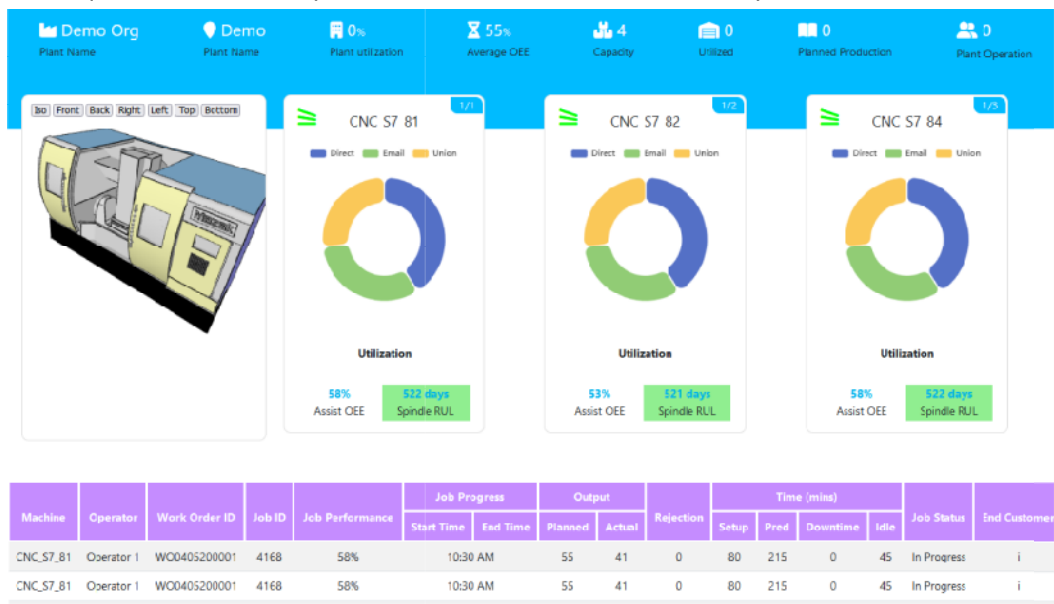 Demo Org
Demo
0%
55%
4
0
0
0
Plant Name
Plant Name
Plant utilization
Average OEE
Capacity
Utilized
Planned Production
Plant Operation
Iso Front Back Right Left Top Bottom
1/1
CNC S7 81
Direct Email Union
Utilization
58%
522 days
Assist OEE
Spindle RUL
1/2
CNC S7 82
Direct Email Union
Utilization
53%
521 days
Assist OEE
Spindle RUL
1/3
CNC S7 84
Direct Email Union
Utilization
58%
522 days
Assist OEE
Spindle RUL
Machine Operator Work Order ID Job ID Job Performance Job Progress Output Rejection Time (mins) Job Status End Customer
Start Time End Time Planned Actual Setup Pred Downtime Idle
CNC_S7_81 Operator 1 WO0405200001 4168 58% 10:30 AM 55 41 0 80 215 0 45 In Progress i
CNC_S7_81 Operator 1 WO0405200001 4168 58% 10:30 AM 55 41 0 80 215 0 45 In Progress i